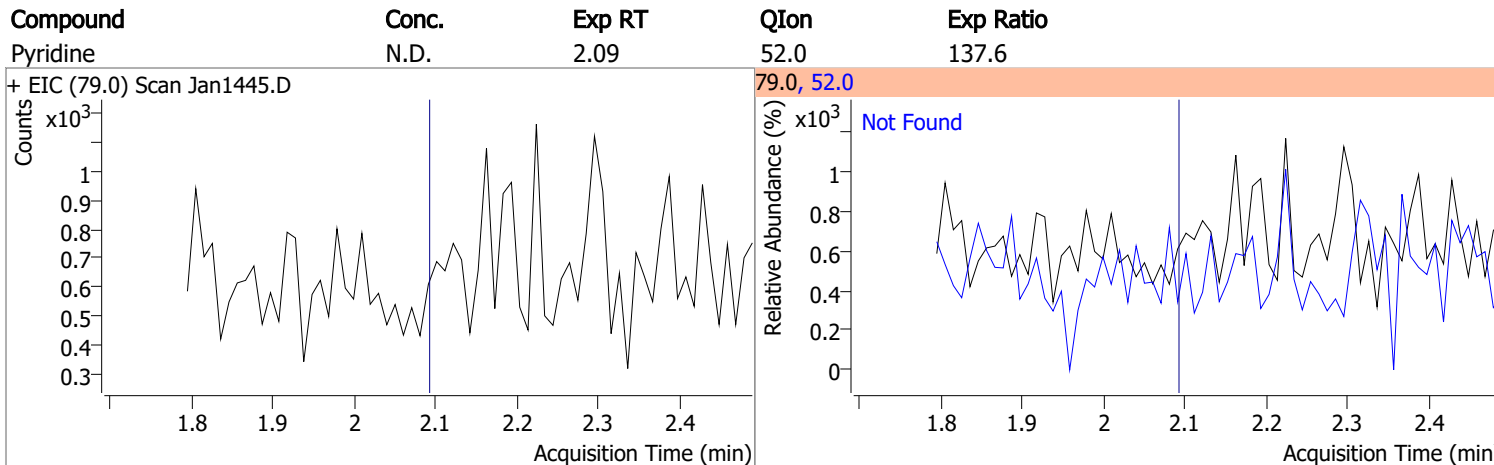 Compound Conc. Exp RT QIon Exp Ratio
Pyridine N.D. 2.09 52.0 137.6
+ EIC (79.0) Scan Jan1445.D
Counts
x10³
1
0.9
0.8
0.7
0.6
0.5
0.4
0.3
1.8 1.9 2 2.1 2.2 2.3 2.4
Acquisition Time (min)
79.0, 52.0
Relative Abundance (%)
x10³
Not Found
1
0.8
0.6
0.4
0.2
0
1.8 1.9 2 2.1 2.2 2.3 2.4
Acquisition Time (min